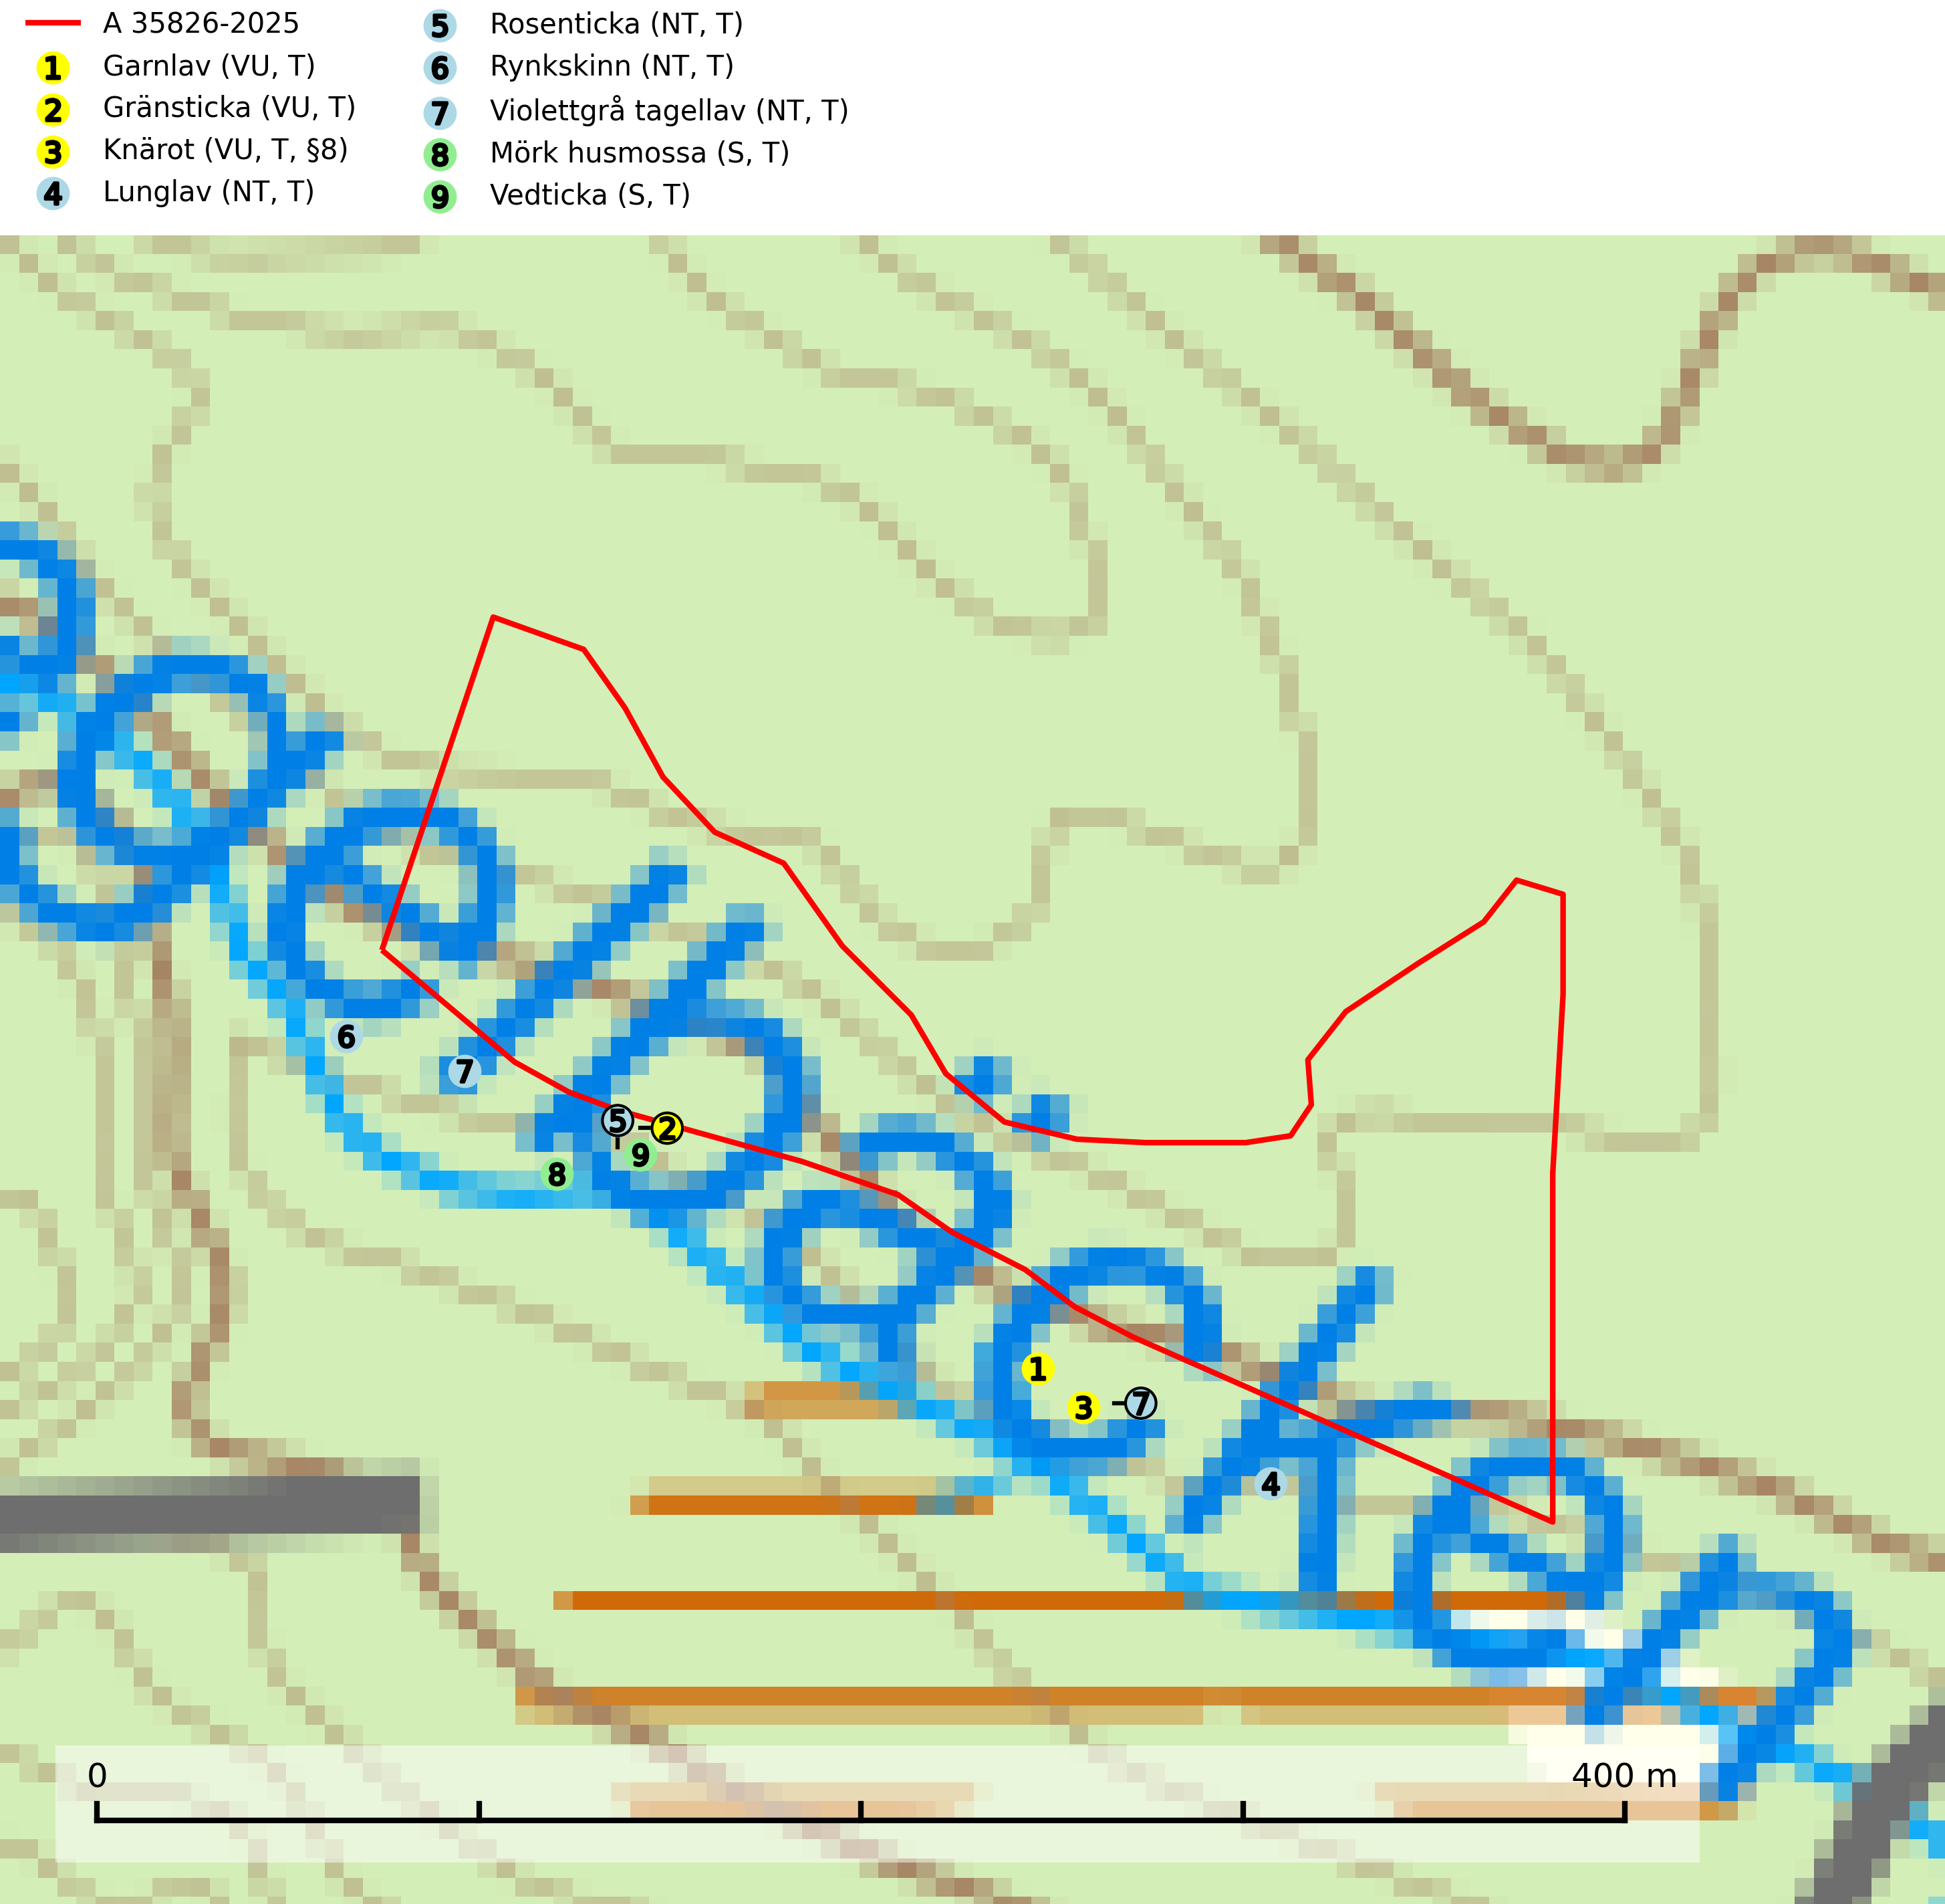 A 35826-2025
1 Garnlav (VU, T)
2 Gränsticka (VU, T)
3 Knärot (VU, T, §8)
4 Lunglav (NT, T)
5 Rosenticka (NT, T)
6 Rynkskinn (NT, T)
7 Violettgrå tagellav (NT, T)
8 Mörk husmossa (S, T)
9 Vedticka (S, T)
6
7
5 2
9
8
1
3 7
4
0 400 m